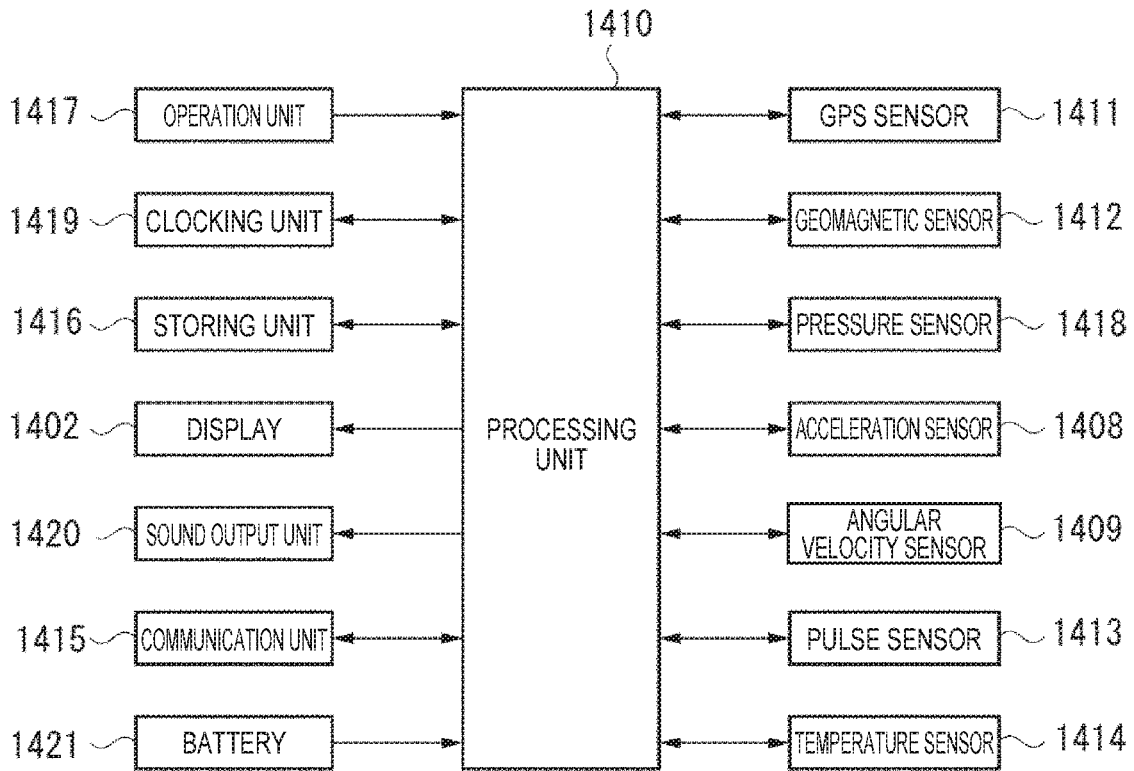 1410
1417 OPERATION UNIT GPS SENSOR 1411
1419 CLOCKING UNIT GEOMAGNETIC SENSOR 1412
1416 STORING UNIT PRESSURE SENSOR 1418
1402 DISPLAY PROCESSING UNIT ACCELERATION SENSOR 1408
1420 SOUND OUTPUT UNIT ANGULAR VELOCITY SENSOR 1409
1415 COMMUNICATION UNIT PULSE SENSOR 1413
1421 BATTERY TEMPERATURE SENSOR 1414